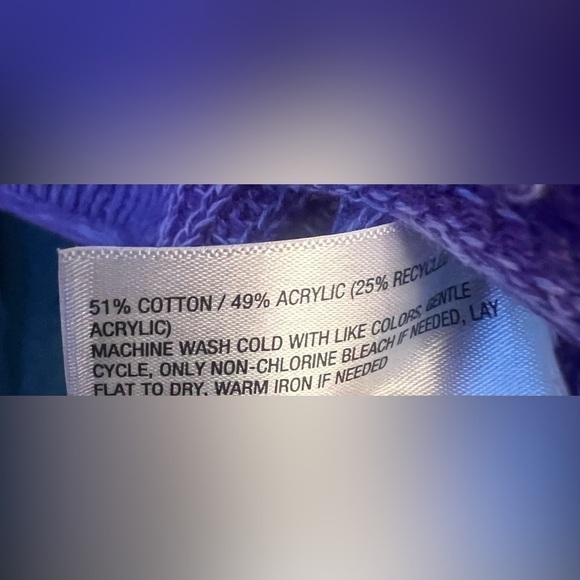 51% COTTON / 49% ACRYLIC (25% RECYCLED
ACRYLIC)
MACHINE WASH COLD WITH LIKE COLORS, GENTLE
CYCLE, ONLY NON-CHLORINE BLEACH IF NEEDED, LAY
FLAT TO DRY, WARM IRON IF NEEDED